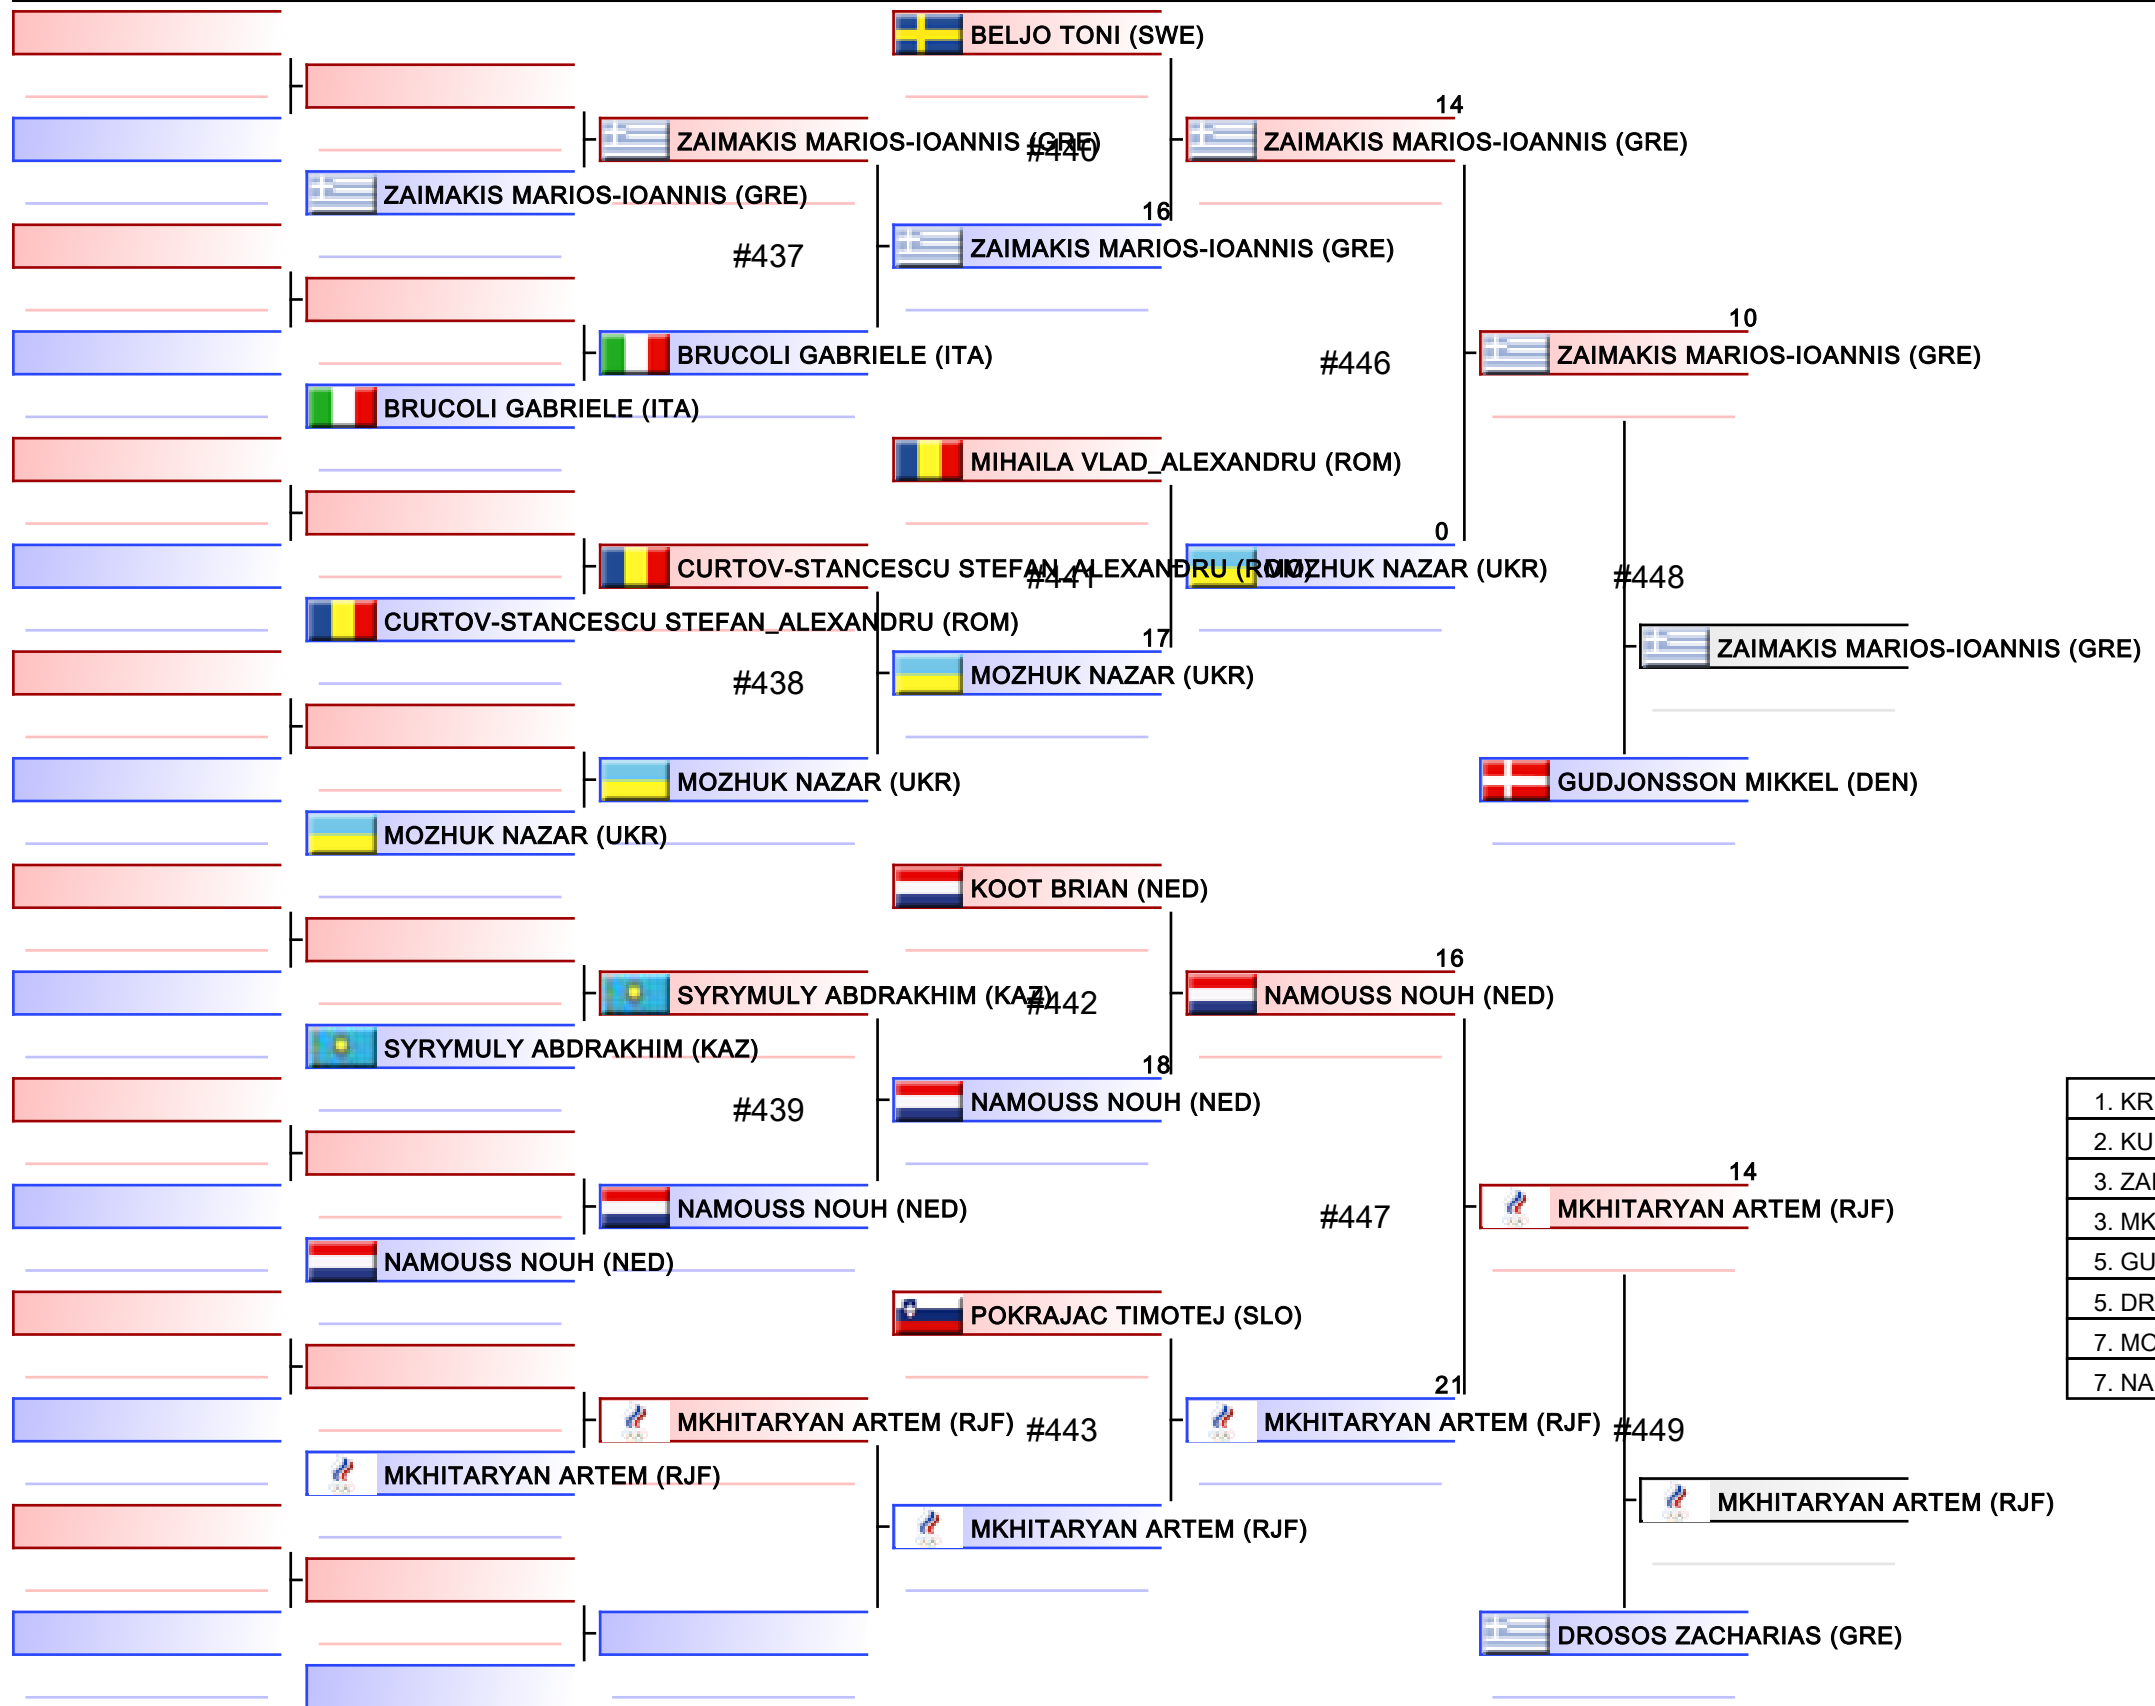 BELJO TONI (SWE)
14
ZAIMAKIS MARIOS-IOANNIS (GRE)
#440
ZAIMAKIS MARIOS-IOANNIS (GRE)
ZAIMAKIS MARIOS-IOANNIS (GRE)
16
#437
ZAIMAKIS MARIOS-IOANNIS (GRE)
10
BRUCOLI GABRIELE (ITA)
#446
ZAIMAKIS MARIOS-IOANNIS (GRE)
BRUCOLI GABRIELE (ITA)
MIHAILA VLAD_ALEXANDRU (ROM)
0
CURTOV-STANCESCU STEFAN_ALEXANDRU (ROM)
#441
MOZHUK NAZAR (UKR)
#448
CURTOV-STANCESCU STEFAN_ALEXANDRU (ROM)
17
ZAIMAKIS MARIOS-IOANNIS (GRE)
#438
MOZHUK NAZAR (UKR)
MOZHUK NAZAR (UKR)
GUDJONSSON MIKKEL (DEN)
MOZHUK NAZAR (UKR)
KOOT BRIAN (NED)
16
SYRYMULY ABDRAKHIM (KAZ)
#442
NAMOUSS NOUH (NED)
SYRYMULY ABDRAKHIM (KAZ)
18
#439
NAMOUSS NOUH (NED)
1. KR
2. KU
14
3. ZAI
NAMOUSS NOUH (NED)
#447
MKHITARYAN ARTEM (RJF)
3. MK
NAMOUSS NOUH (NED)
5. GU
POKRAJAC TIMOTEJ (SLO)
5. DR
7. MO
21
7. NA
MKHITARYAN ARTEM (RJF)
#443
MKHITARYAN ARTEM (RJF)
#449
MKHITARYAN ARTEM (RJF)
MKHITARYAN ARTEM (RJF)
MKHITARYAN ARTEM (RJF)
DROSOS ZACHARIAS (GRE)